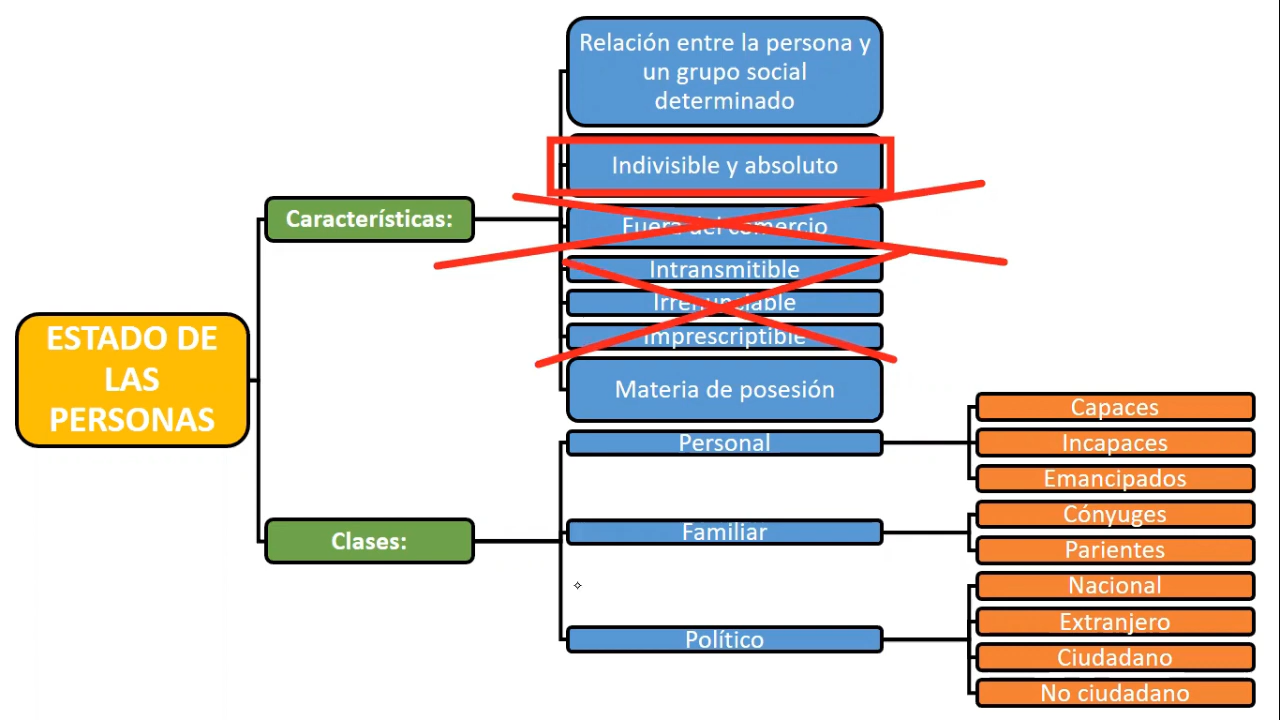 ESTADO DE
LAS
PERSONAS
Características:
Relación entre la persona y
un grupo social
determinado
Indivisible y absoluto
Fuera del comercio
Intransmitible
Irrenunciable
Imprescriptible
Materia de posesión
Clases:
Personal
Capaces
Incapaces
Emancipados
Familiar
Cónyuges
Parientes
Político
Nacional
Extranjero
Ciudadano
No ciudadano